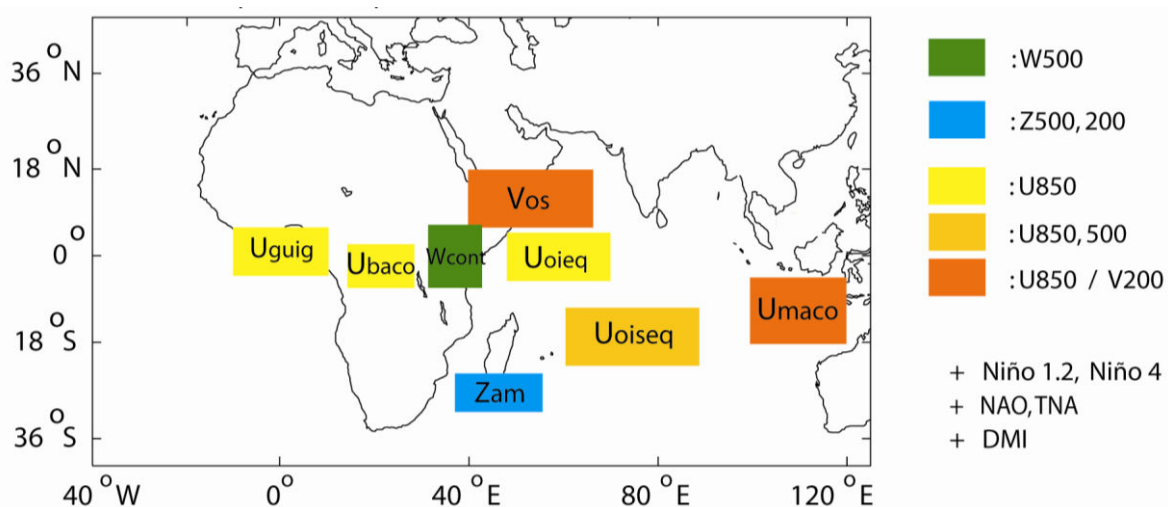 36° N
18° N
0°
18° S
36° S
40° W
0°
40° E
80° E
120° E
Vos
Uguig
Ubaco
Wcont
Uoieq
Umaco
Uoiseq
Zam
:W500
:Z500,200
:U850
:U850,500
:U850 / V200
+ Niño 1.2, Niño 4
+ NAO,TNA
+ DMI